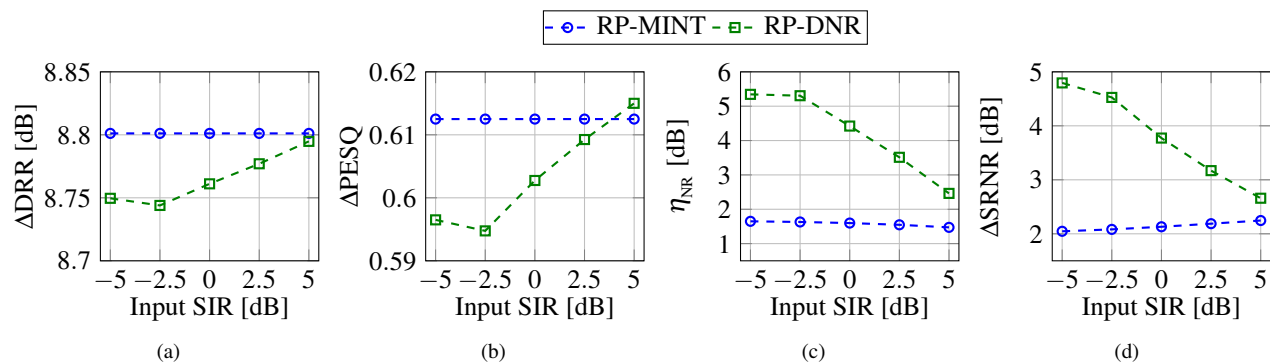 RP-MINT RP-DNR
8.85
8.8
8.75
8.7
ΔDRR [dB]
−5 −2.5 0 2.5 5
Input SIR [dB]
(a)
0.62
0.61
0.6
0.59
ΔPESQ
−5 −2.5 0 2.5 5
Input SIR [dB]
(b)
6
5
4
3
2
1
η_NR [dB]
−5 −2.5 0 2.5 5
Input SIR [dB]
(c)
5
4
3
2
ΔSRNR [dB]
−5 −2.5 0 2.5 5
Input SIR [dB]
(d)